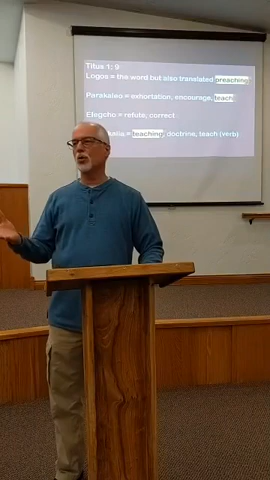 Titus 1: 9
Logos = the word but also translated preaching
Parakaleo = exhortation, encourage, teach
Elegcho = refute, correct
= teaching, doctrine, teach (verb)